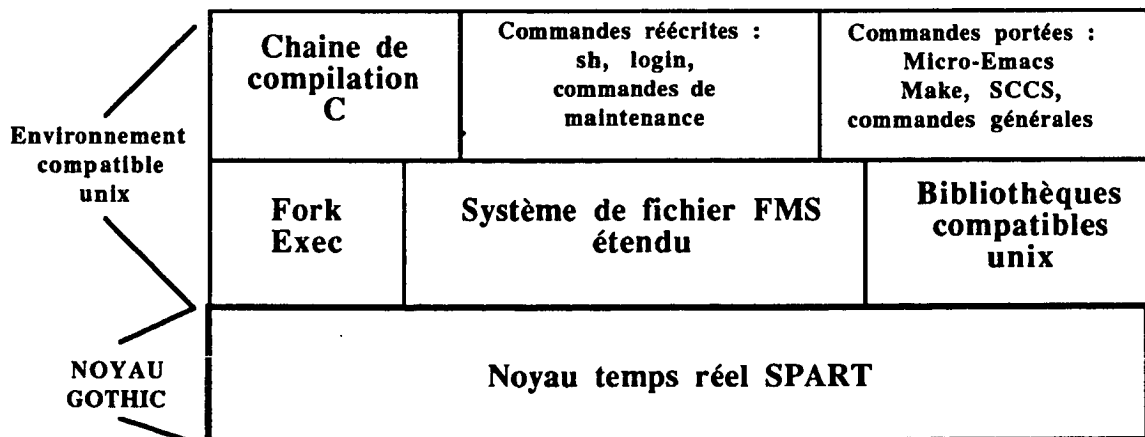 Environnement
compatible
unix
Chaine de
compilation
C
Commandes réécrites :
sh, login,
commandes de
maintenance
Commandes portées :
Micro-Emacs
Make, SCCS,
commandes générales
Fork
Exec
Système de fichier FMS
étendu
Bibliothèques
compatibles
unix
NOYAU
GOTHIC
Noyau temps réel SPART